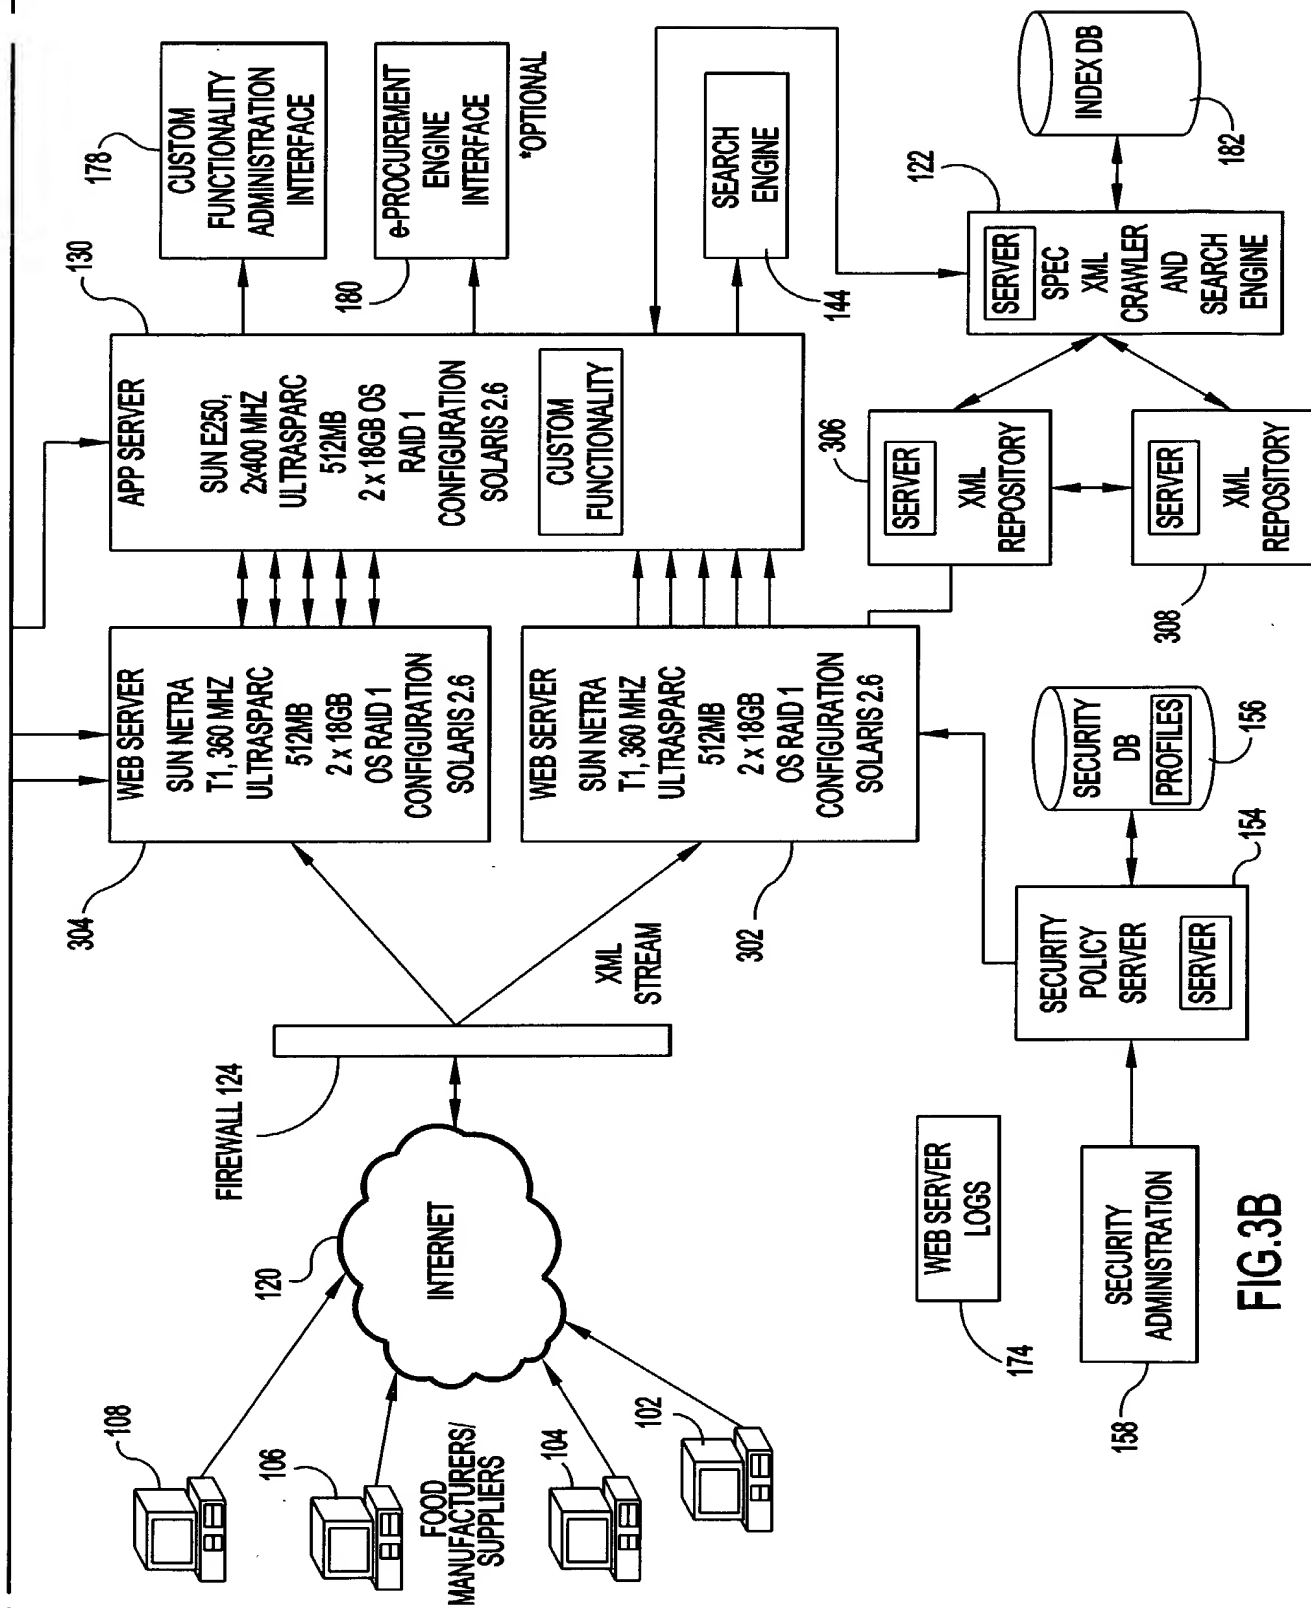 108
106
FOOD
MANUFACTURERS/
SUPPLIERS
104
102
120
INTERNET
FIREWALL 124
XML
STREAM
304
WEB SERVER
SUN NETRA
T1, 360 MHZ
ULTRASPARC
512MB
2 x 18GB
OS RAID 1
CONFIGURATION
SOLARIS 2.6
302
WEB SERVER
SUN NETRA
T1, 360 MHZ
ULTRASPARC
512MB
2 x 18GB
OS RAID 1
CONFIGURATION
SOLARIS 2.6
130
APP SERVER
SUN E250,
2x400 MHZ
ULTRASPARC
512MB
2 x 18GB OS
RAID 1
CONFIGURATION
SOLARIS 2.6
CUSTOM
FUNCTIONALITY
178
CUSTOM
FUNCTIONALITY
ADMINISTRATION
INTERFACE
180
e-PROCUREMENT
ENGINE
INTERFACE
*OPTIONAL
SEARCH
ENGINE
144
174
WEB SERVER
LOGS
158
SECURITY
ADMINISTRATION
SECURITY
POLICY
SERVER
SERVER
154
SECURITY
DB
PROFILES
156
306
SERVER
XML
REPOSITORY
308
SERVER
XML
REPOSITORY
122
SERVER
SPEC
XML
CRAWLER
AND
SEARCH
ENGINE
INDEX DB
182
FIG.3B